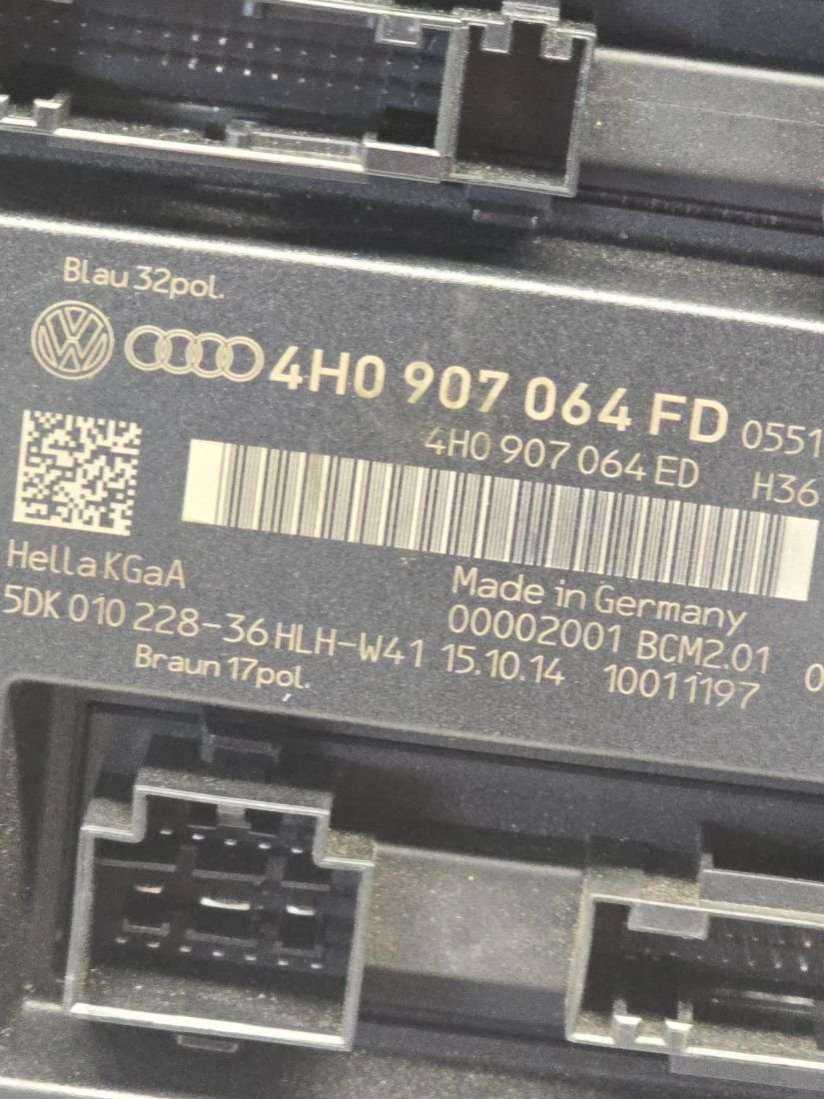 Blau 32pol.
4H0 907 064 FD 0551
4H0 907 064 ED H36
Hella KGaA
Made in Germany
5DK 010 228-36 HLH-W41
00002001 BCM2.01
15.10.14 10011197
Braun 17pol.